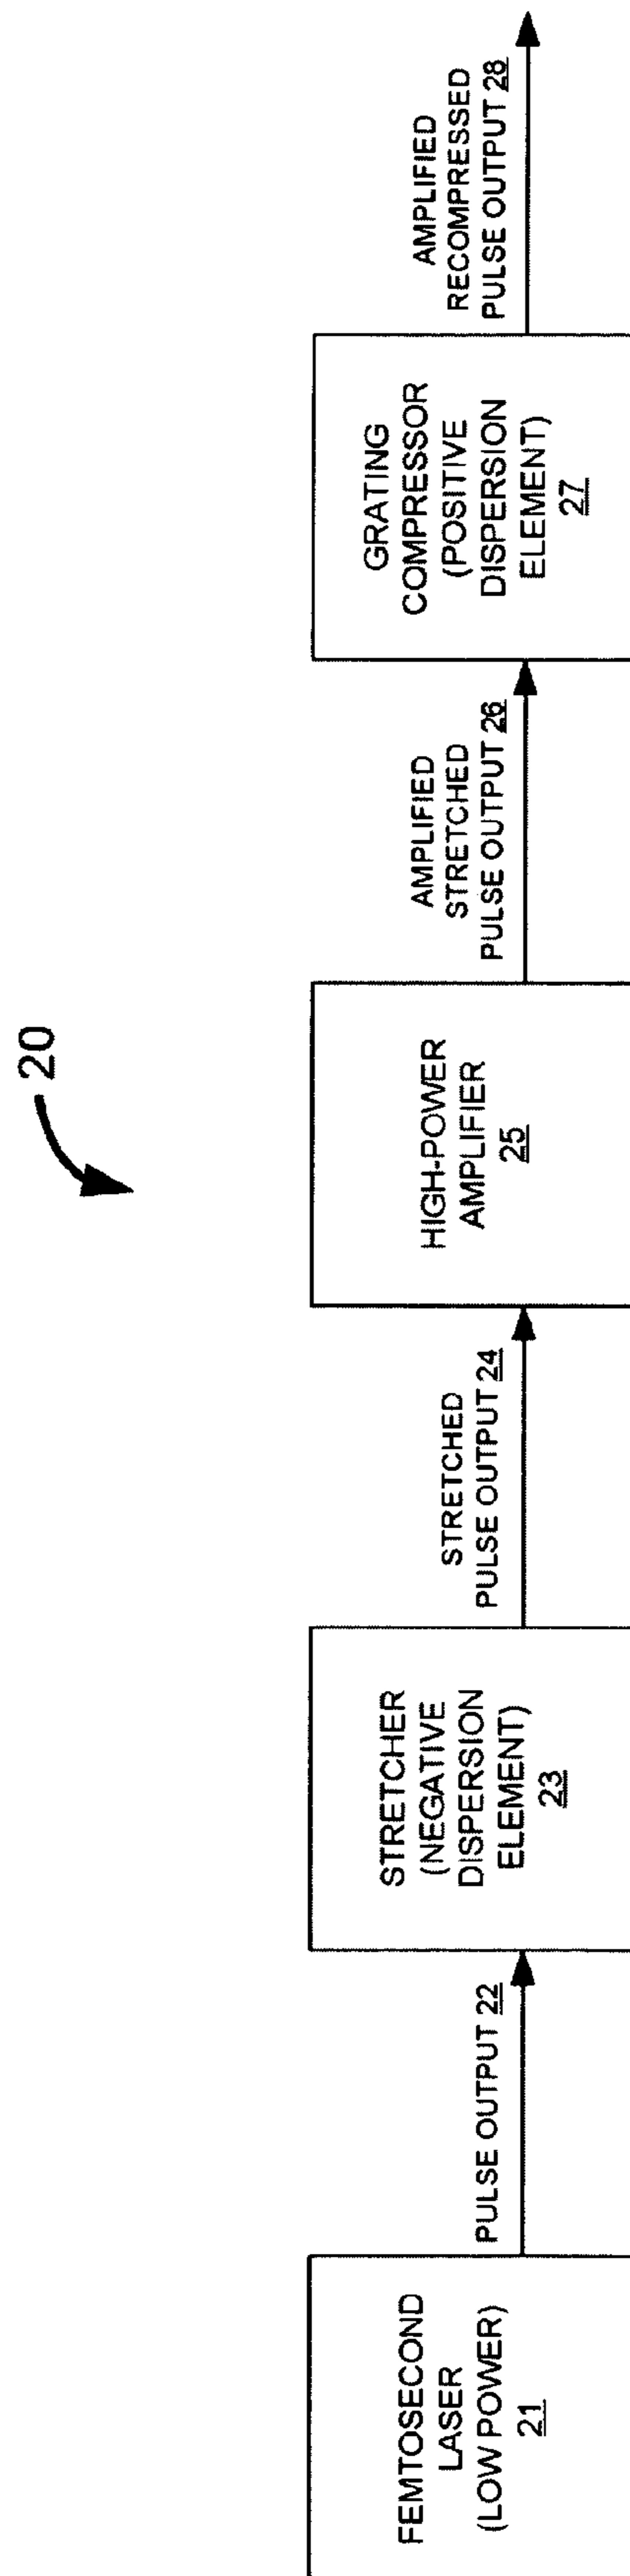 20
FEMTOSECOND
LASER
(LOW POWER)
21
PULSE OUTPUT 22
STRETCHER
(NEGATIVE
DISPERSION
ELEMENT)
23
STRETCHED
PULSE OUTPUT 24
HIGH-POWER
AMPLIFIER
25
AMPLIFIED
STRETCHED
PULSE OUTPUT 26
GRATING
COMPRESSOR
(POSITIVE
DISPERSION
ELEMENT)
27
AMPLIFIED
RECOMPRESSED
PULSE OUTPUT 28